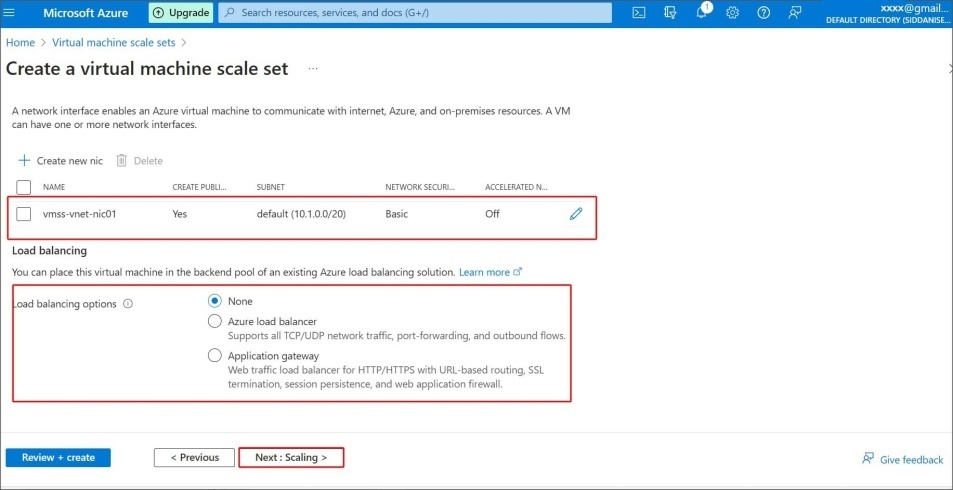 Microsoft Azure Upgrade Search resources, services, and docs (G+/) 1 xxxx@gmail...
DEFAULT DIRECTORY (SIDDANISE...
Home > Virtual machine scale sets >
Create a virtual machine scale set ...
A network interface enables an Azure virtual machine to communicate with internet, Azure, and on-premises resources. A VM
can have one or more network interfaces.
+ Create new nic Delete
NAME CREATE PUBLI... SUBNET NETWORK SECURI... ACCELERATED N...
vmss-vnet-nic01 Yes default (10.1.0.0/20) Basic Off
Load balancing
You can place this virtual machine in the backend pool of an existing Azure load balancing solution. Learn more
Load balancing options None
Azure load balancer
Supports all TCP/UDP network traffic, port-forwarding, and outbound flows.
Application gateway
Web traffic load balancer for HTTP/HTTPS with URL-based routing, SSL
termination, session persistence, and web application firewall.
Review + create < Previous Next : Scaling > Give feedback